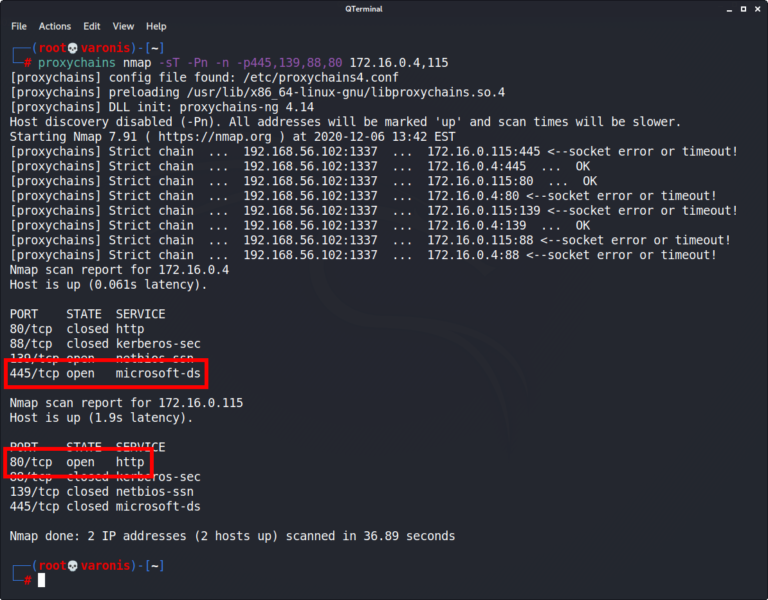 QTerminal
File Actions Edit View Help
┌──(root💀varonis)-[~]
└─# proxychains nmap -sT -Pn -n -p445,139,88,80 172.16.0.4,115
[proxychains] config file found: /etc/proxychains4.conf
[proxychains] preloading /usr/lib/x86_64-linux-gnu/libproxychains.so.4
[proxychains] DLL init: proxychains-ng 4.14
Host discovery disabled (-Pn). All addresses will be marked 'up' and scan times will be slower.
Starting Nmap 7.91 ( https://nmap.org ) at 2020-12-06 13:42 EST
[proxychains] Strict chain  ...  192.168.56.102:1337  ...  172.16.0.115:445 <--socket error or timeout!
[proxychains] Strict chain  ...  192.168.56.102:1337  ...  172.16.0.4:445  ...  OK
[proxychains] Strict chain  ...  192.168.56.102:1337  ...  172.16.0.115:80  ...  OK
[proxychains] Strict chain  ...  192.168.56.102:1337  ...  172.16.0.4:80 <--socket error or timeout!
[proxychains] Strict chain  ...  192.168.56.102:1337  ...  172.16.0.115:139 <--socket error or timeout!
[proxychains] Strict chain  ...  192.168.56.102:1337  ...  172.16.0.4:139  ...  OK
[proxychains] Strict chain  ...  192.168.56.102:1337  ...  172.16.0.115:88 <--socket error or timeout!
[proxychains] Strict chain  ...  192.168.56.102:1337  ...  172.16.0.4:88 <--socket error or timeout!
Nmap scan report for 172.16.0.4
Host is up (0.061s latency).
PORT    STATE  SERVICE
80/tcp  closed http
88/tcp  closed kerberos-sec
139/tcp open   netbios-ssn
445/tcp open   microsoft-ds
Nmap scan report for 172.16.0.115
Host is up (1.9s latency).
PORT    STATE  SERVICE
80/tcp  open   http
88/tcp  closed kerberos-sec
139/tcp closed netbios-ssn
445/tcp closed microsoft-ds
Nmap done: 2 IP addresses (2 hosts up) scanned in 36.89 seconds
┌──(root💀varonis)-[~]
└─#